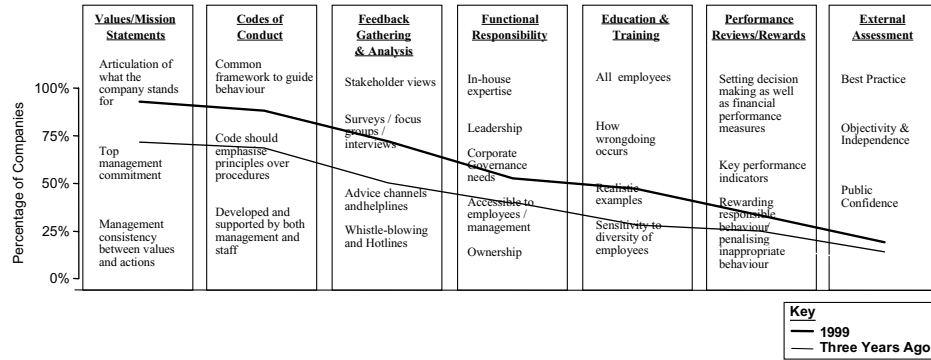 Values/Mission
Statements
Articulation of
what the
company stands
for
Top
management
commitment
Management
consistency
between values
and actions
Codes of
Conduct
Common
framework to guide
behaviour
Code should
emphasise
principles over
procedures
Developed and
supported by both
management and
staff
Feedback
Gathering
& Analysis
Stakeholder views
Surveys / focus
groups /
interviews
Advice channels
andhelplines
Whistle-blowing
and Hotlines
Functional
Responsibility
In-house
expertise
Leadership
Corporate
Governance
needs
Accessible to
employees /
management
Ownership
Education &
Training
All employees
How
wrongdoing
occurs
Realistic
examples
Sensitivity to
diversity of
employees
Performance
Reviews/Rewards
Setting decision
making as well
as financial
performance
measures
Key performance
indicators
Rewarding
responsible
behaviour/
penalising
inappropriate
behaviour
External
Assessment
Best Practice
Objectivity &
Independence
Public
Confidence
Percentage of Companies
100%
75%
50%
25%
0%
Key
1999
Three Years Ago